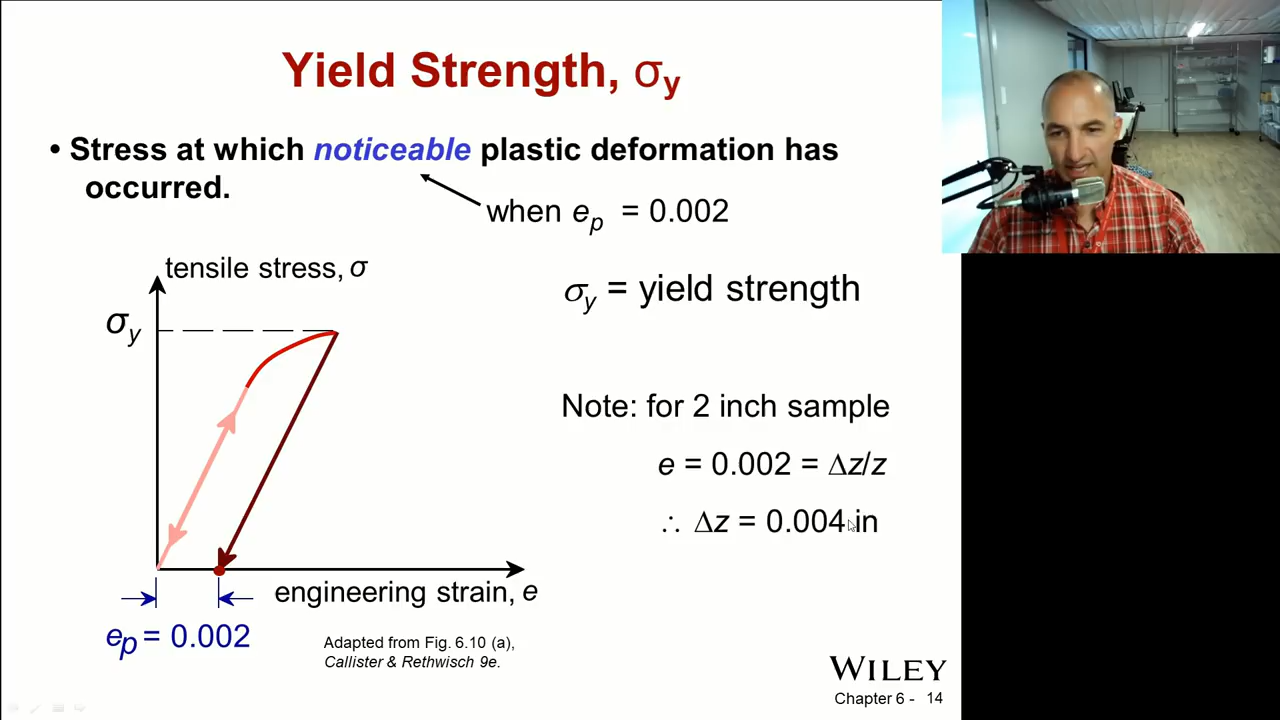 Yield Strength, σy
• Stress at which noticeable plastic deformation has
occurred.
when ep = 0.002
tensile stress, σ
σy
σy = yield strength
Note: for 2 inch sample
e = 0.002 = Δz/z
∴ Δz = 0.004 in
engineering strain, e
ep = 0.002
Adapted from Fig. 6.10 (a),
Callister & Rethwisch 9e.
WILEY
Chapter 6 - 14